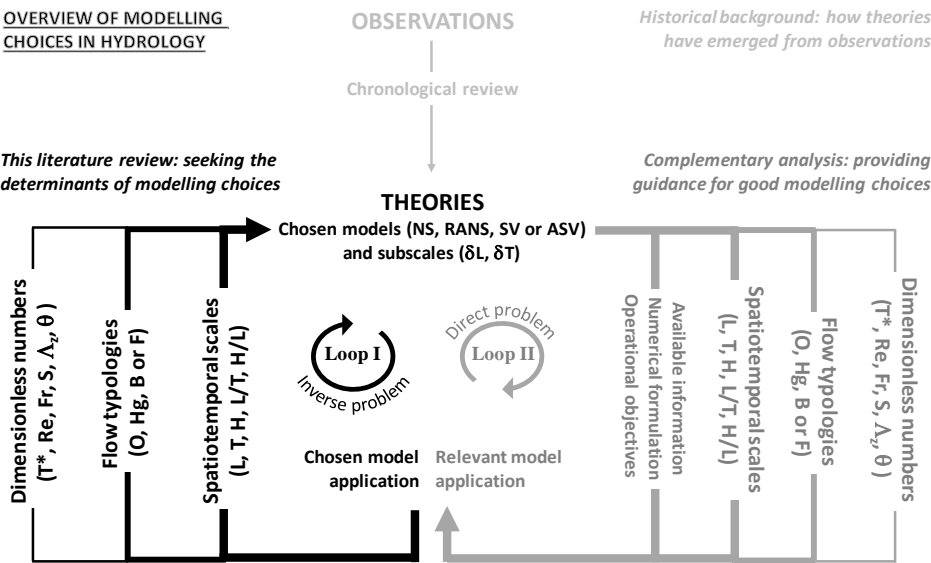 OVERVIEW OF MODELLING
CHOICES IN HYDROLOGY
OBSERVATIONS
Historical background: how theories
have emerged from observations
Chronological review
This literature review: seeking the
determinants of modelling choices
Complementary analysis: providing
guidance for good modelling choices
THEORIES
Chosen models (NS, RANS, SV or ASV)
and subscales (δL, δT)
Dimensionless numbers
(T*, Re, Fr, S, Λz, θ )
Flow typologies
(O, Hg, B or F)
Spatiotemporal scales
(L, T, H, L/T, H/L)
Loop I
Inverse problem
Direct problem
Loop II
Operational objectives
Numerical formulation
Available information
Spatiotemporal scales
(L, T, H, L/T, H/L)
Flow typologies
(O, Hg, B or F)
Dimensionless numbers
(T*, Re, Fr, S, Λz, θ )
Chosen model
application
Relevant model
application